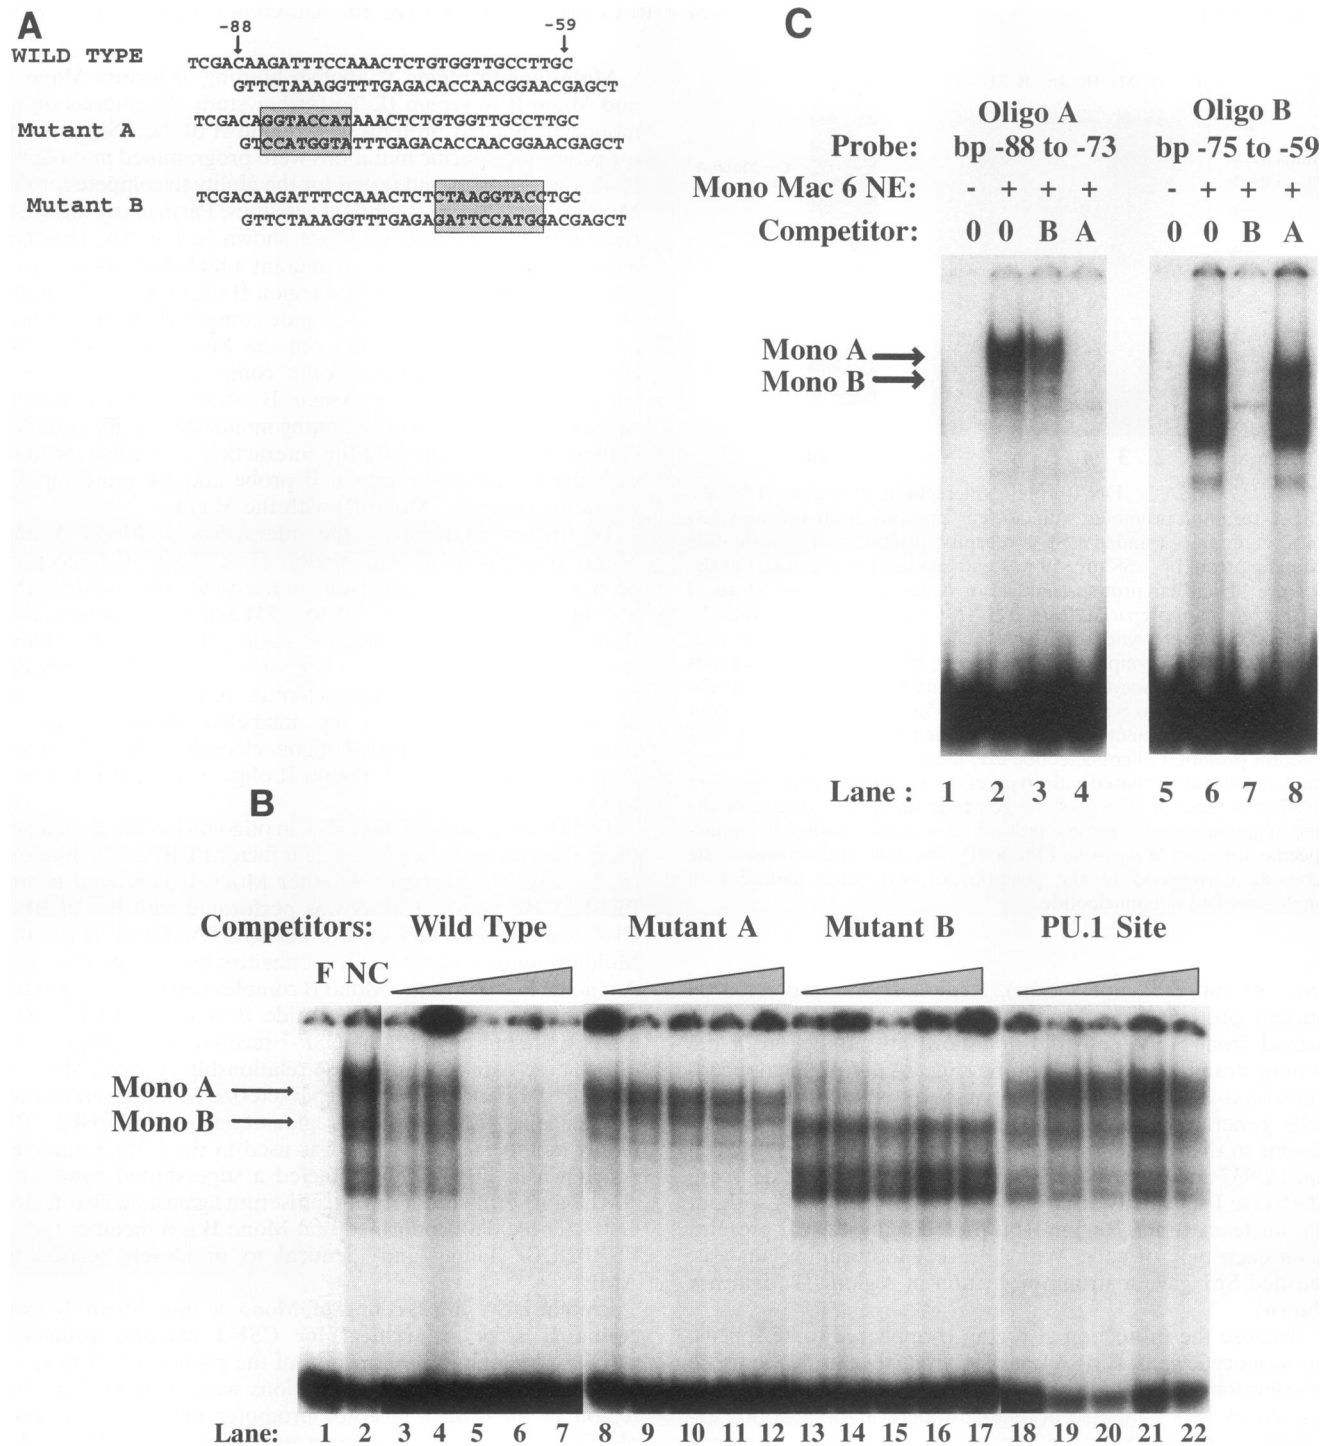 A
-88 -59
WILD TYPE
TCGACAAGATTTCCAAACTCTGTGGTTGCCTTGC
GTTCTAAAGGTTTGAGACACCAACGGAACGAGCT
Mutant A
TCGACAGGTACCATAAACTCTGTGGTTGCCTTGC
GTCCATGGTATTTGAGACACCAACGGAACGAGCT
Mutant B
TCGACAAGATTTCCAAACTCTCTAAGGTACCTGC
GTTCTAAAGGTTTGAGAGATTCCATGGACGAGCT
C
Oligo A Oligo B
Probe: bp -88 to -73 bp -75 to -59
Mono Mac 6 NE: - + + + - + + +
Competitor: 0 0 B A 0 0 B A
Mono A
Mono B
Lane : 1 2 3 4 5 6 7 8
B
Competitors: Wild Type Mutant A Mutant B PU.1 Site
F NC
Mono A
Mono B
Lane: 1 2 3 4 5 6 7 8 9 10 11 12 13 14 15 16 17 18 19 20 21 22